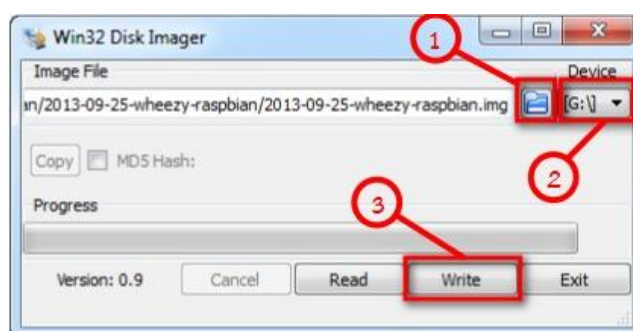 Win32 Disk Imager
1
Image File
Device
an/2013-09-25-wheezy-raspbian/2013-09-25-wheezy-raspbian.img
[G:\]
Copy
MD5 Hash:
2
Progress
3
Version: 0.9
Cancel
Read
Write
Exit